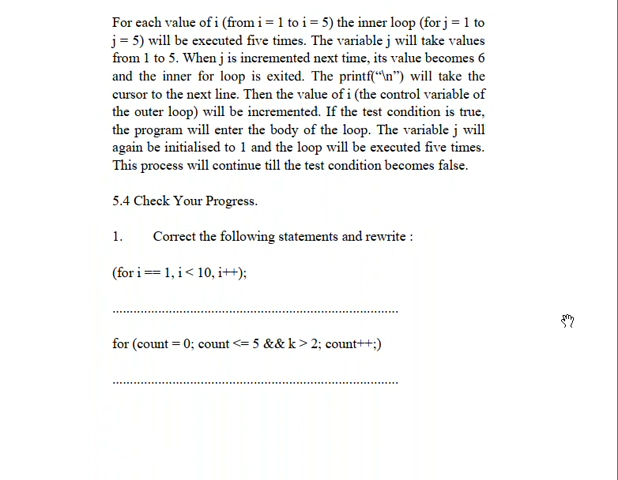 For each value of i (from i = 1 to i = 5) the inner loop (for j = 1 to
j = 5) will be executed five times. The variable j will take values
from 1 to 5. When j is incremented next time, its value becomes 6
and the inner for loop is exited. The printf(“\n”) will take the
cursor to the next line. Then the value of i (the control variable of
the outer loop) will be incremented. If the test condition is true,
the program will enter the body of the loop. The variable j will
again be initialised to 1 and the loop will be executed five times.
This process will continue till the test condition becomes false.
5.4 Check Your Progress.
1. Correct the following statements and rewrite :
(for i == 1, i < 10, i++);
..................................................................................
for (count = 0; count <= 5 && k > 2; count++;)
..................................................................................